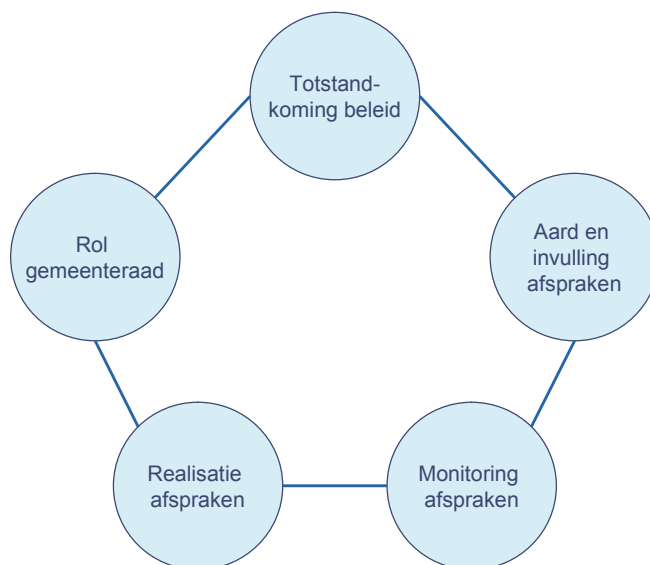 Totstand-
koming beleid
Aard en
invulling
afspraken
Monitoring
afspraken
Realisatie
afspraken
Rol
gemeenteraad